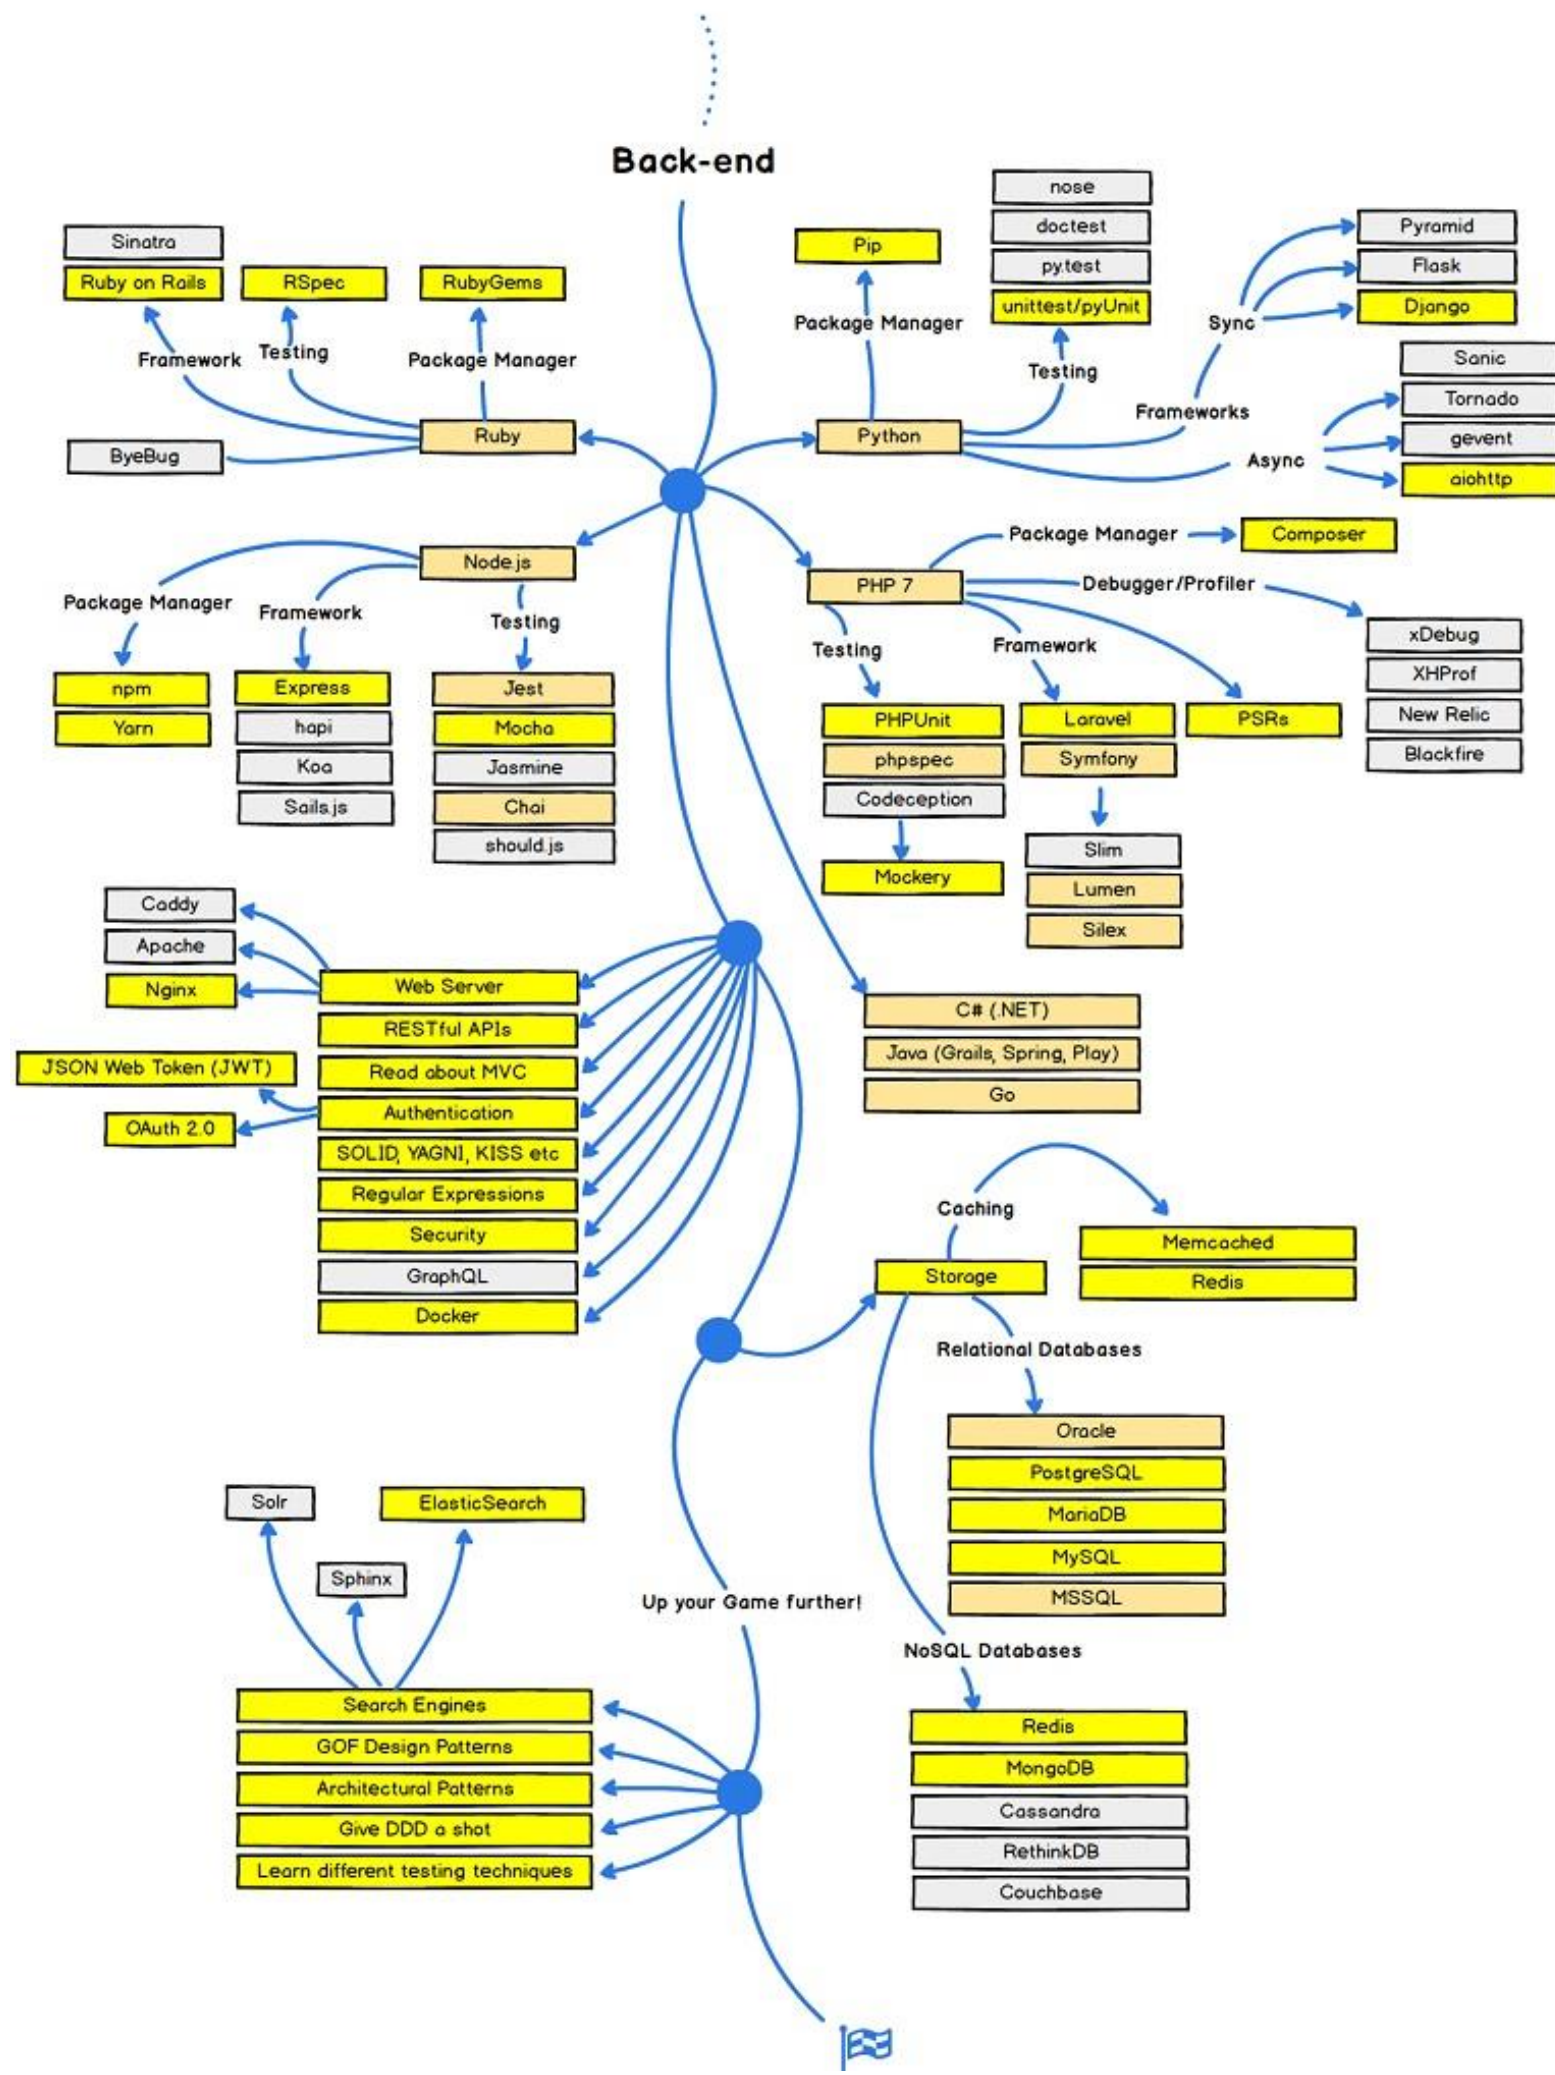 Back-end
Sinatra
Ruby on Rails
RSpec
RubyGems
Framework
Testing
Package Manager
Ruby
ByeBug
Pip
Package Manager
nose
doctest
py.test
unittest/pyUnit
Testing
Python
Frameworks
Sync
Pyramid
Flask
Django
Async
Sanic
Tornado
gevent
aiohttp
Node.js
Package Manager
npm
Yarn
Framework
Express
hapi
Koa
Sails.js
Testing
Jest
Mocha
Jasmine
Chai
should.js
PHP 7
Package Manager
Composer
Debugger/Profiler
xDebug
XHProf
New Relic
Blackfire
Testing
PHPUnit
phpspec
Codeception
Mockery
Framework
Laravel
Symfony
Slim
Lumen
Silex
PSRs
C# (.NET)
Java (Grails, Spring, Play)
Go
Caddy
Apache
Nginx
Web Server
RESTful APIs
Read about MVC
Authentication
JSON Web Token (JWT)
OAuth 2.0
SOLID, YAGNI, KISS etc
Regular Expressions
Security
GraphQL
Docker
Storage
Caching
Memcached
Redis
Relational Databases
Oracle
PostgreSQL
MariaDB
MySQL
MSSQL
NoSQL Databases
Redis
MongoDB
Cassandra
RethinkDB
Couchbase
Up your Game further!
Solr
Sphinx
ElasticSearch
Search Engines
GOF Design Patterns
Architectural Patterns
Give DDD a shot
Learn different testing techniques